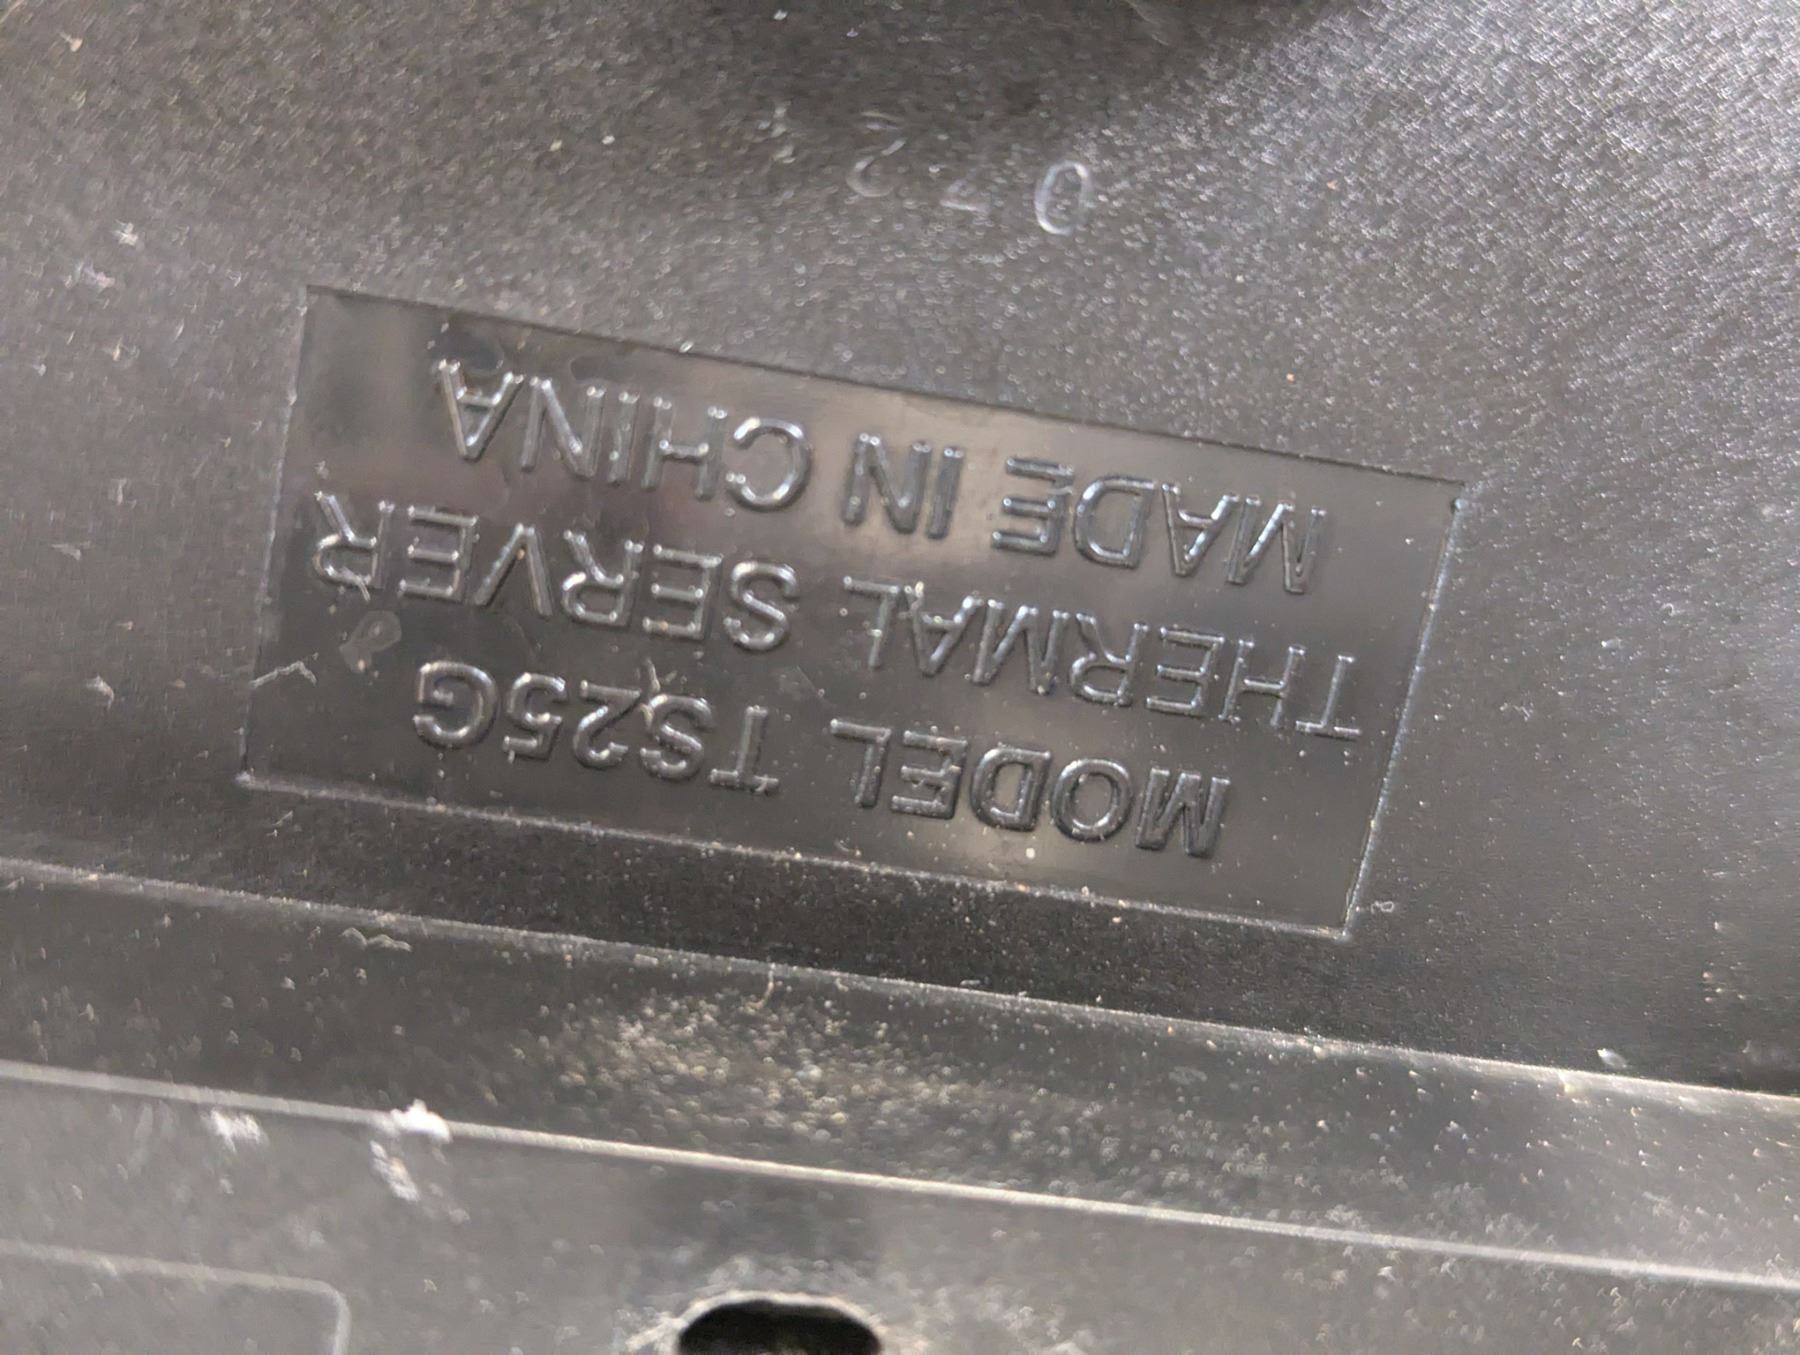 MODEL TS25G
THERMAL SERVER
MADE IN CHINA